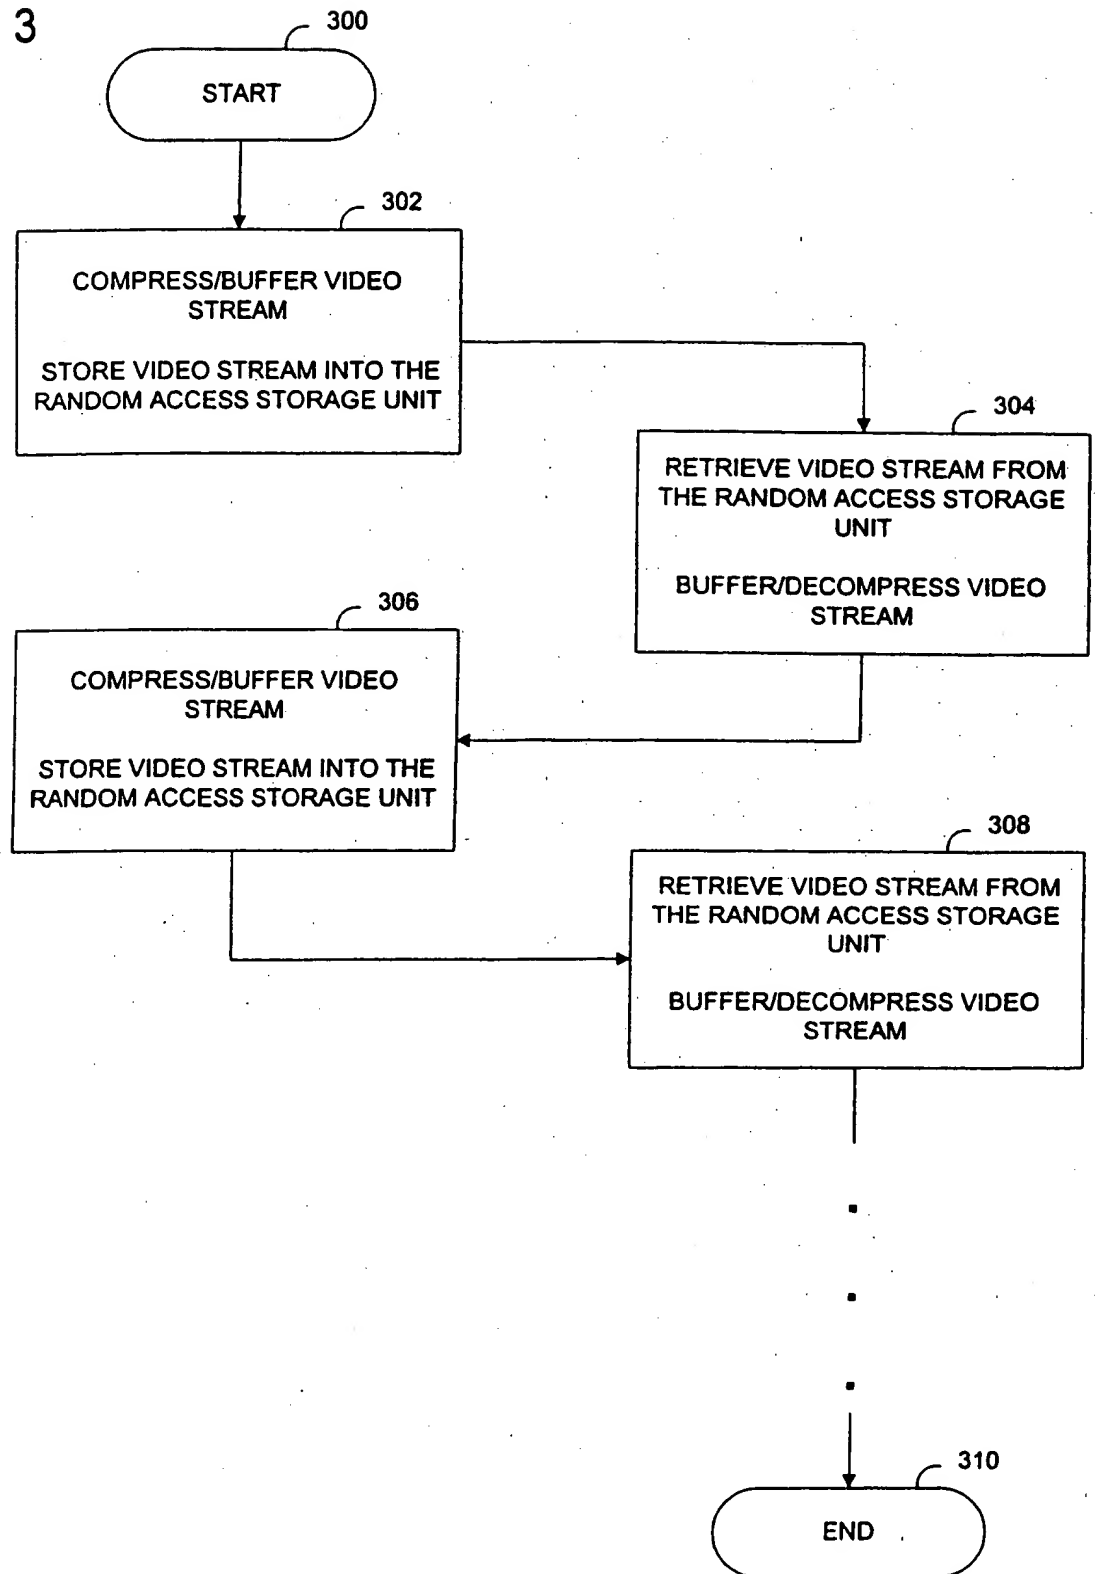 3
300
START
302
COMPRESS/BUFFER VIDEO
STREAM
STORE VIDEO STREAM INTO THE
RANDOM ACCESS STORAGE UNIT
304
RETRIEVE VIDEO STREAM FROM
THE RANDOM ACCESS STORAGE
UNIT
BUFFER/DECOMPRESS VIDEO
STREAM
306
COMPRESS/BUFFER VIDEO
STREAM
STORE VIDEO STREAM INTO THE
RANDOM ACCESS STORAGE UNIT
308
RETRIEVE VIDEO STREAM FROM
THE RANDOM ACCESS STORAGE
UNIT
BUFFER/DECOMPRESS VIDEO
STREAM
310
END